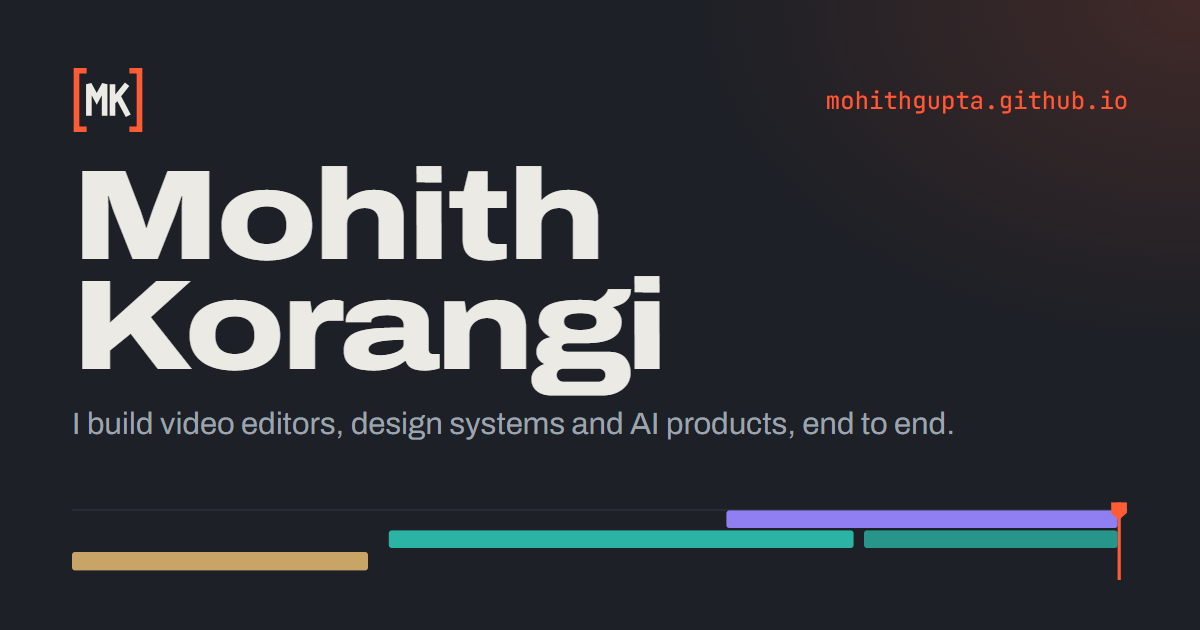 [MK]
mohithgupta.github.io
Mohith
Korangi
I build video editors, design systems and AI products, end to end.